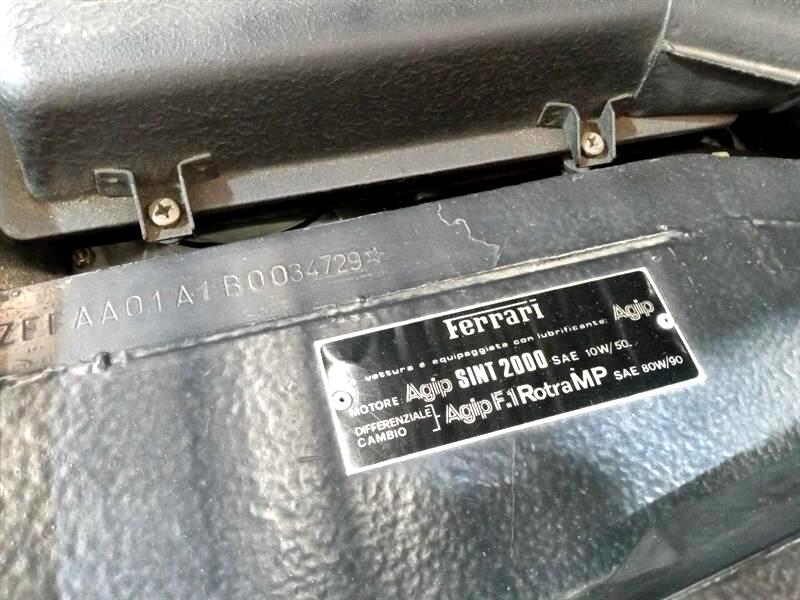 ZFFAA01A1B0034729☆
Ferrari
vettura è equipaggiata con lubrificante: Agip
MOTORE: Agip SINT 2000 SAE 10W/50
DIFFERENZIALE
CAMBIO } Agip F.1 Rotra MP SAE 80W/90